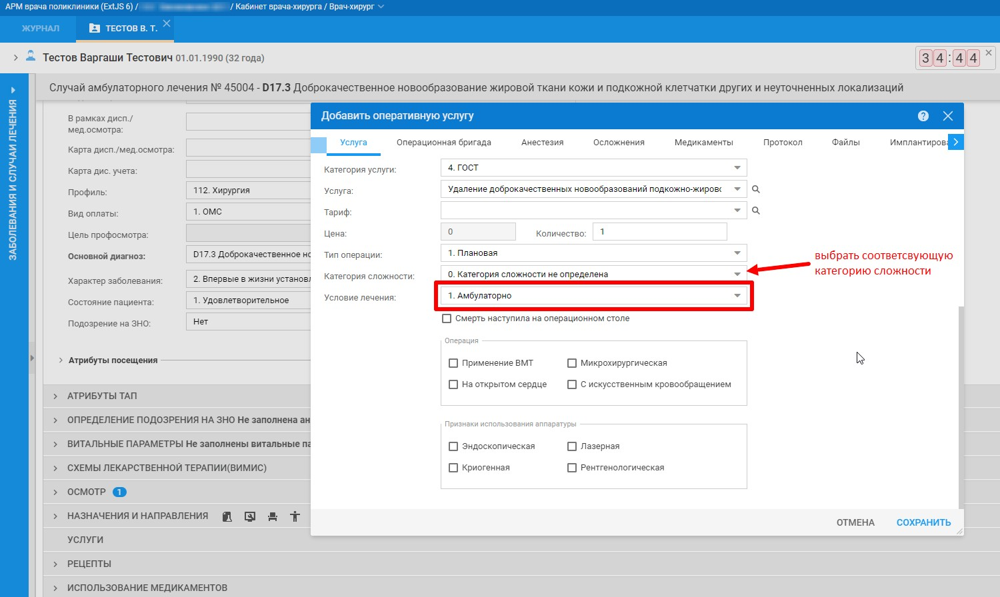 АРМ врача поликлиники (ExtJS 6) / / Кабинет врача-хирурга / Врач-хирург
ЖУРНАЛ
ТЕСТОВ В. Т.
Тестов Варгаши Тестович 01.01.1990 (32 года)
34:44
ЗАБОЛЕВАНИЯ И СЛУЧАИ ЛЕЧЕНИЯ
Случай амбулаторного лечения № 45004 - D17.3 Доброкачественное новообразование жировой ткани кожи и подкожной клетчатки других и неуточненных локализаций
В рамках дисп./
мед.осмотра:
Карта дисп./мед.осмотра:
Карта дис. учета:
Профиль: 112. Хирургия
Вид оплаты: 1. ОМС
Цель профосмотра:
Основной диагноз: D17.3 Доброкачественное но
Характер заболевания: 2. Впервые в жизни установл
Состояние пациента: 1. Удовлетворительное
Подозрение на ЗНО: Нет
Атрибуты посещения
АТРИБУТЫ ТАП
ОПРЕДЕЛЕНИЕ ПОДОЗРЕНИЯ НА ЗНО Не заполнена ан
ВИТАЛЬНЫЕ ПАРАМЕТРЫ Не заполнены витальные па
СХЕМЫ ЛЕКАРСТВЕННОЙ ТЕРАПИИ(ВИМИС)
ОСМОТР 1
НАЗНАЧЕНИЯ И НАПРАВЛЕНИЯ
УСЛУГИ
РЕЦЕПТЫ
ИСПОЛЬЗОВАНИЕ МЕДИКАМЕНТОВ
Добавить оперативную услугу
Услуга Операционная бригада Анестезия Осложнения Медикаменты Протокол Файлы Имплантирова
Категория услуги: 4. ГОСТ
Услуга: Удаление доброкачественных новообразований подкожно-жирово
Тариф:
Цена: 0 Количество: 1
Тип операции: 1. Плановая
Категория сложности: 0. Категория сложности не определена
Условие лечения: 1. Амбулаторно
выбрать соответсвующую
категорию сложности
Смерть наступила на операционном столе
Операция
Применение ВМТ Микрохирургическая
На открытом сердце С искусственным кровообращением
Признаки использования аппаратуры
Эндоскопическая Лазерная
Криогенная Рентгенологическая
ОТМЕНА СОХРАНИТЬ